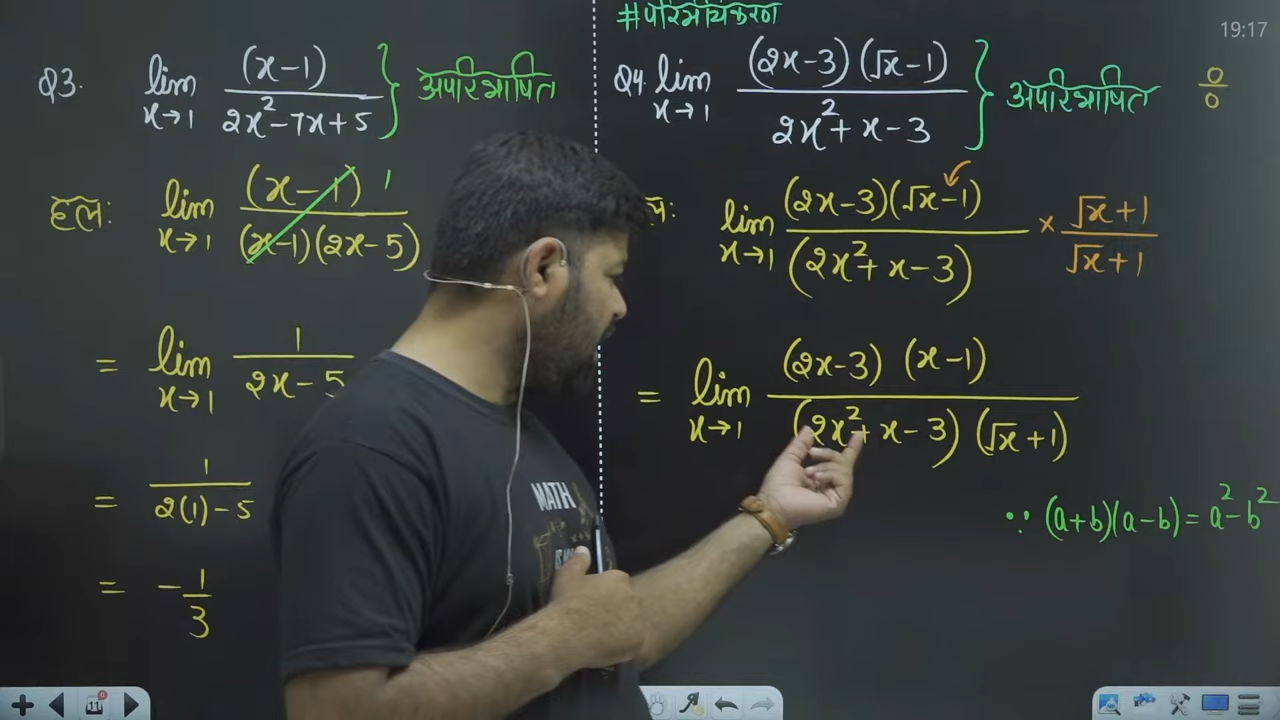 #परिमेयिकरण
19:17
Q3. lim x→1 (x-1) / 2x²-7x+5 } अपरिभाषित
हल: lim x→1 (x-1) 1 / (x-1)(2x-5)
= lim x→1 1 / 2x-5
= 1 / 2(1)-5
= -1/3
Q4. lim x→1 (2x-3)(√x-1) / 2x²+x-3 } अपरिभाषित 0/0
lim x→1 (2x-3)(√x-1) / (2x²+x-3) × √x+1 / √x+1
= lim x→1 (2x-3) (x-1) / (2x²+x-3) (√x+1)
∵ (a+b)(a-b) = a²-b²
MATH
11